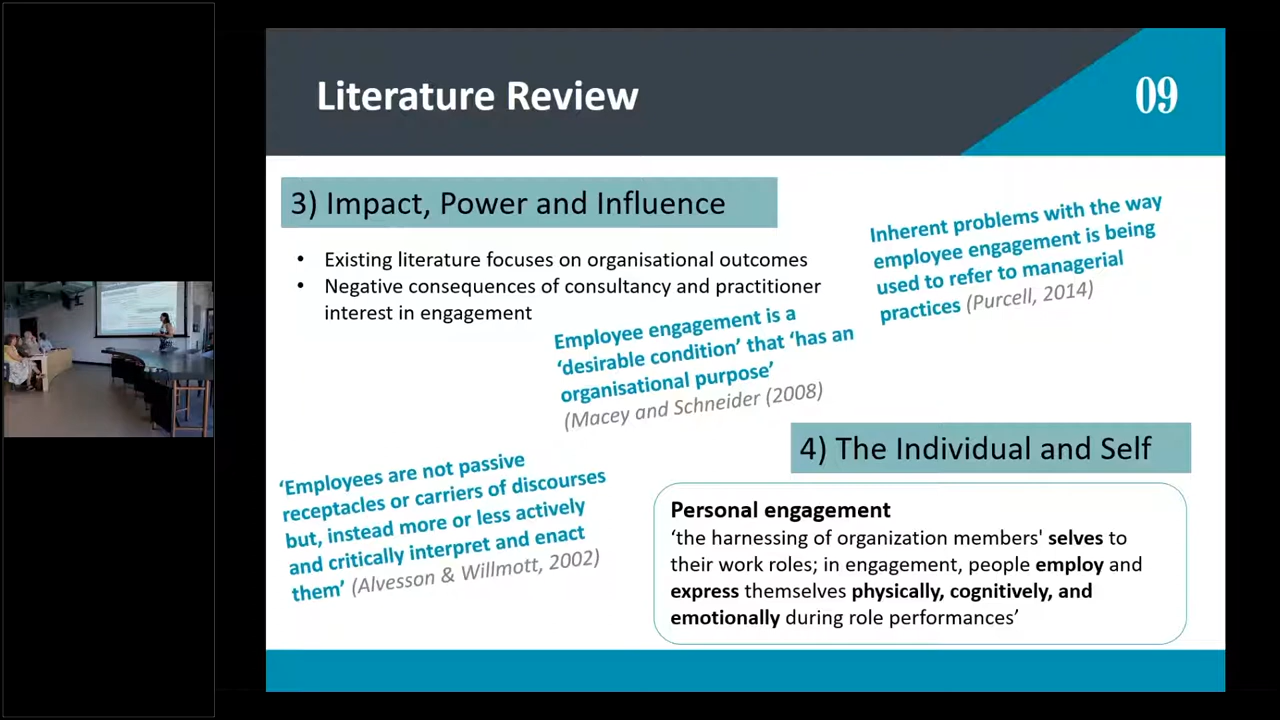 Literature Review
09
3) Impact, Power and Influence
• Existing literature focuses on organisational outcomes
• Negative consequences of consultancy and practitioner
interest in engagement
Inherent problems with the way
employee engagement is being
used to refer to managerial
practices (Purcell, 2014)
Employee engagement is a
‘desirable condition’ that ‘has an
organisational purpose’
(Macey and Schneider (2008)
‘Employees are not passive
receptacles or carriers of discourses
but, instead more or less actively
and critically interpret and enact
them’ (Alvesson & Willmott, 2002)
4) The Individual and Self
Personal engagement
‘the harnessing of organization members' selves to
their work roles; in engagement, people employ and
express themselves physically, cognitively, and
emotionally during role performances’